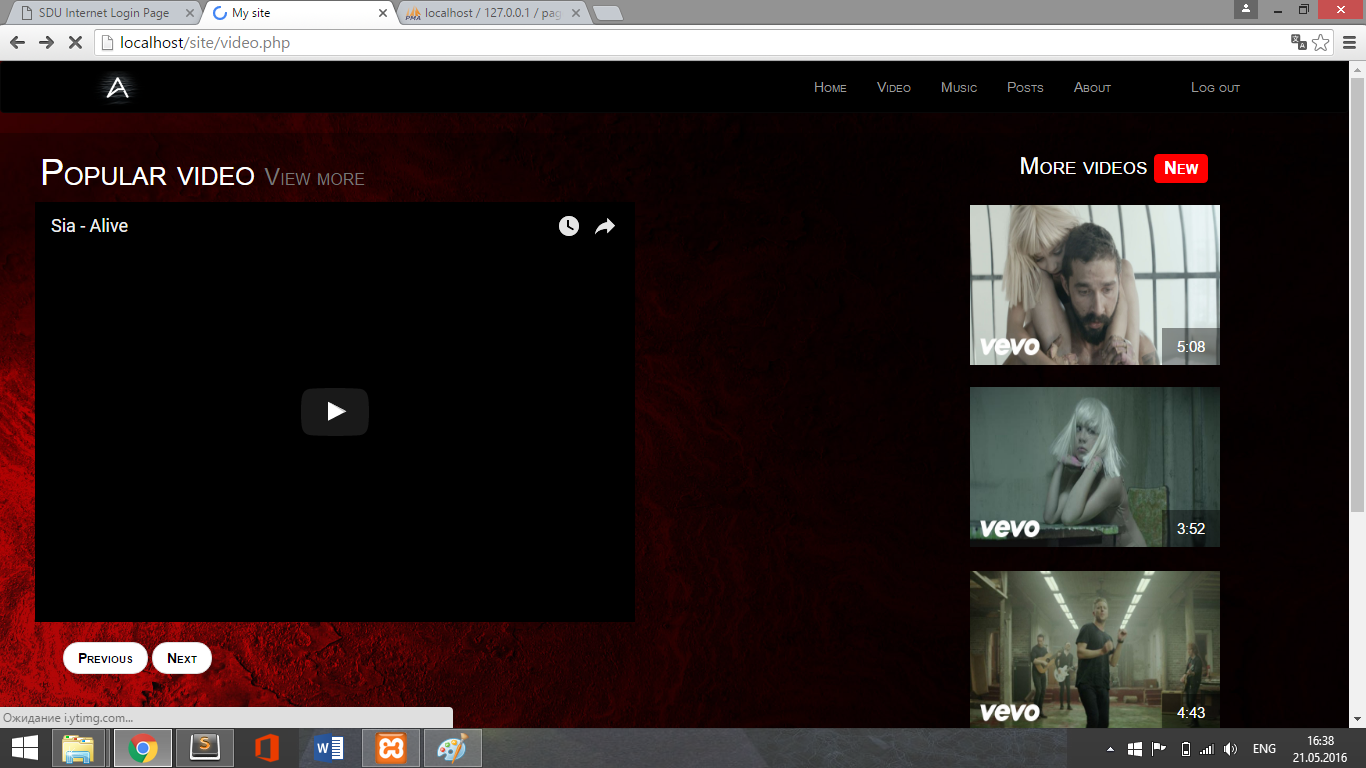 SDU Internet Login Page
My site
localhost / 127.0.0.1 / pag
localhost/site/video.php
A
Home Video Music Posts About Log out
Popular video View more
More videos New
Sia - Alive
vevo
5:08
vevo
3:52
vevo
4:43
Previous Next
Ожидание i.ytimg.com...
ENG
16:38
21.05.2016